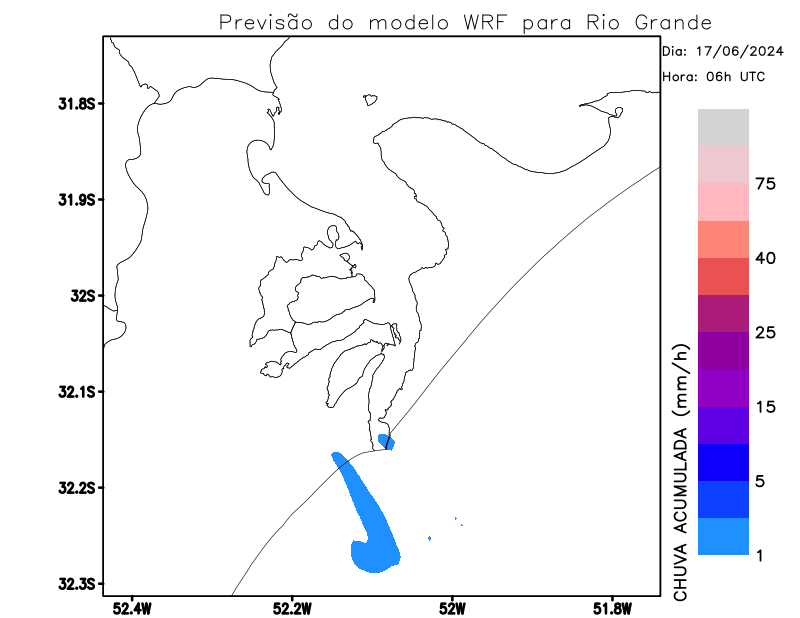 Previsão do modelo WRF para Rio Grande
Dia: 17/06/2024
Hora: 06h UTC
31.8S
31.9S
32S
32.1S
32.2S
32.3S
52.4W
52.2W
52W
51.8W
75
40
25
15
5
1
CHUVA ACUMULADA (mm/h)